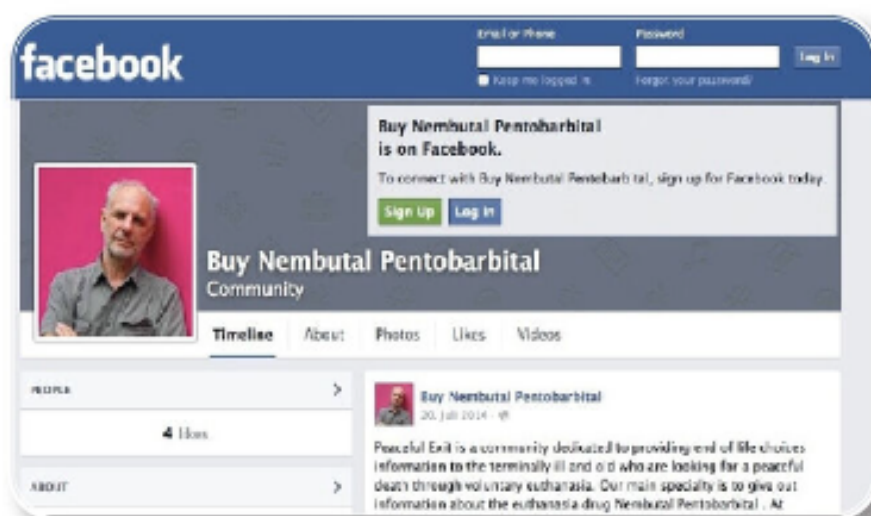 facebook
Email or Phone
Password
Log In
Keep me logged in
Forgot your password?
Buy Nembutal Pentobarbital
is on Facebook.
To connect with Buy Nembutal Pentobarbital, sign up for Facebook today.
Sign Up
Log In
Buy Nembutal Pentobarbital
Community
Timeline
About
Photos
Likes
Videos
PEOPLE
4 likes
ABOUT
Buy Nembutal Pentobarbital
20. Juli 2014
Peaceful Exit is a community dedicated to providing end of life choices
information to the terminally ill and old who are looking for a peaceful
death through voluntary euthanasia. Our main specialty is to give out
information about the euthanasia drug Nembutal Pentobarbital . At